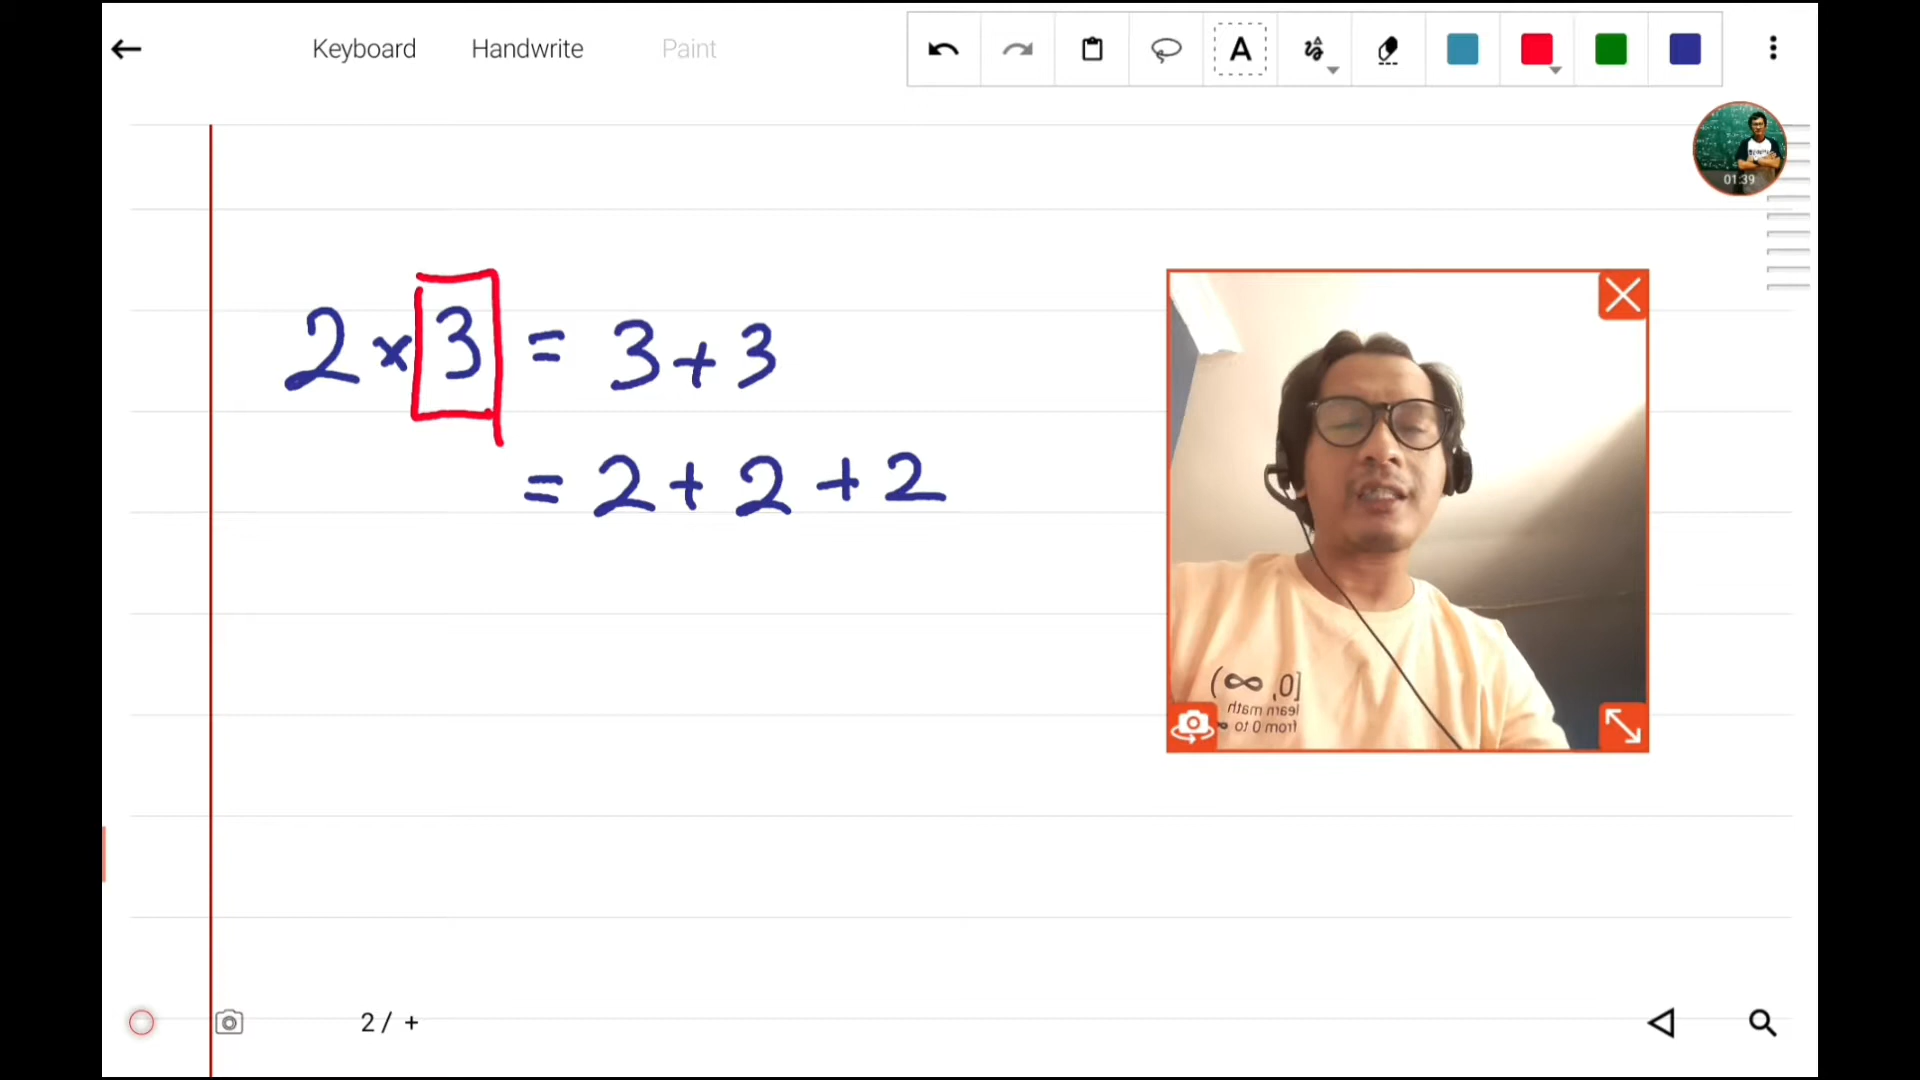 Keyboard Handwrite Paint A
01:39
2 × 3 = 3 + 3
= 2 + 2 + 2
[0, ∞)
learn math
from 0 to ∞
2 / +